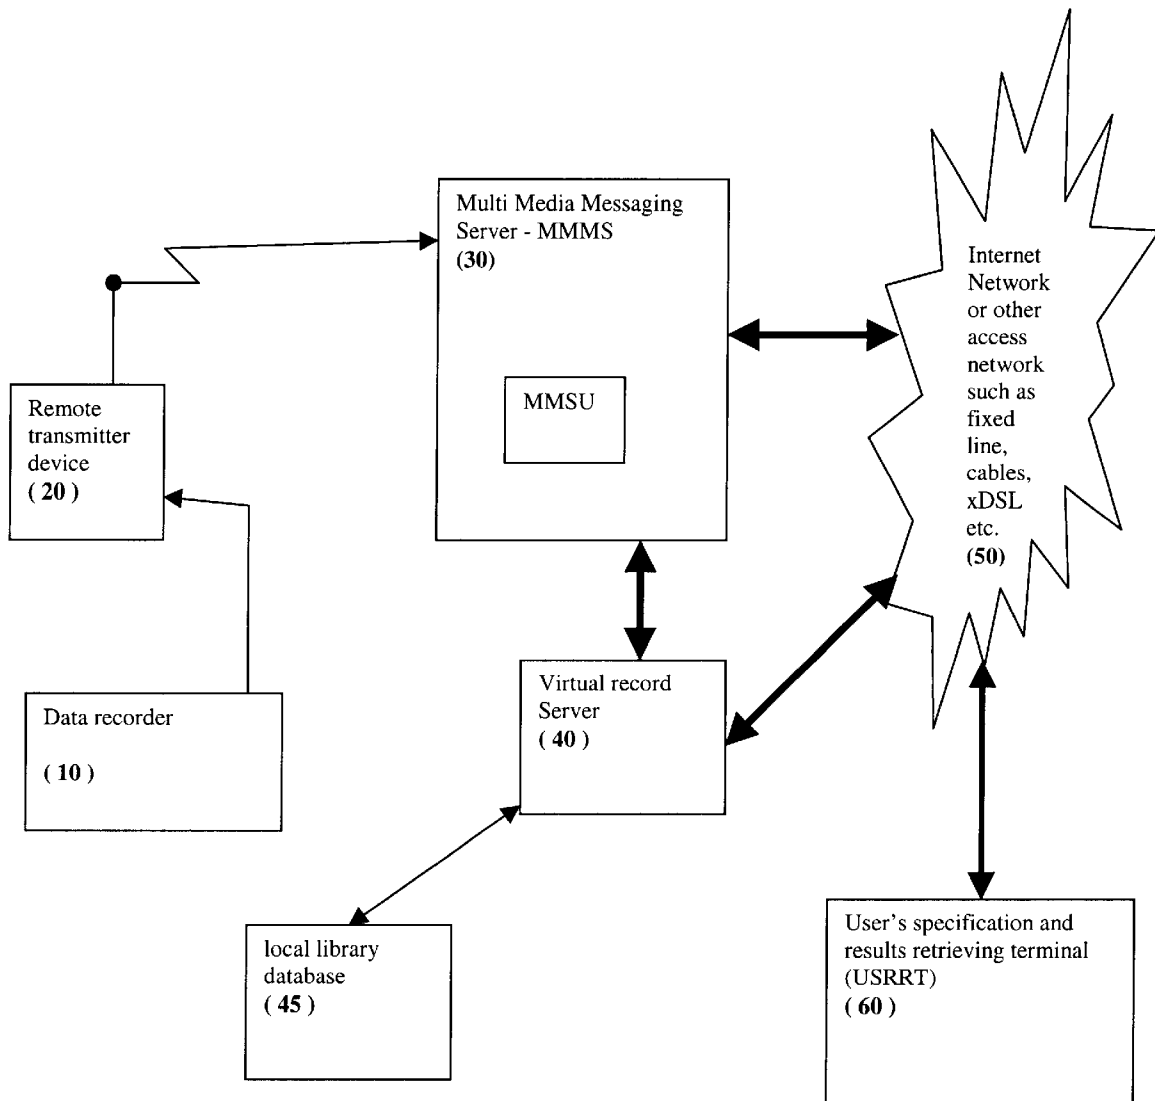 Multi Media Messaging
Server - MMMS
(30)
MMSU
Internet
Network
or other
access
network
such as
fixed
line,
cables,
xDSL
etc.
(50)
Remote
transmitter
device
( 20 )
Data recorder
( 10 )
Virtual record
Server
( 40 )
local library
database
( 45 )
User's specification and
results retrieving terminal
(USRRT)
( 60 )